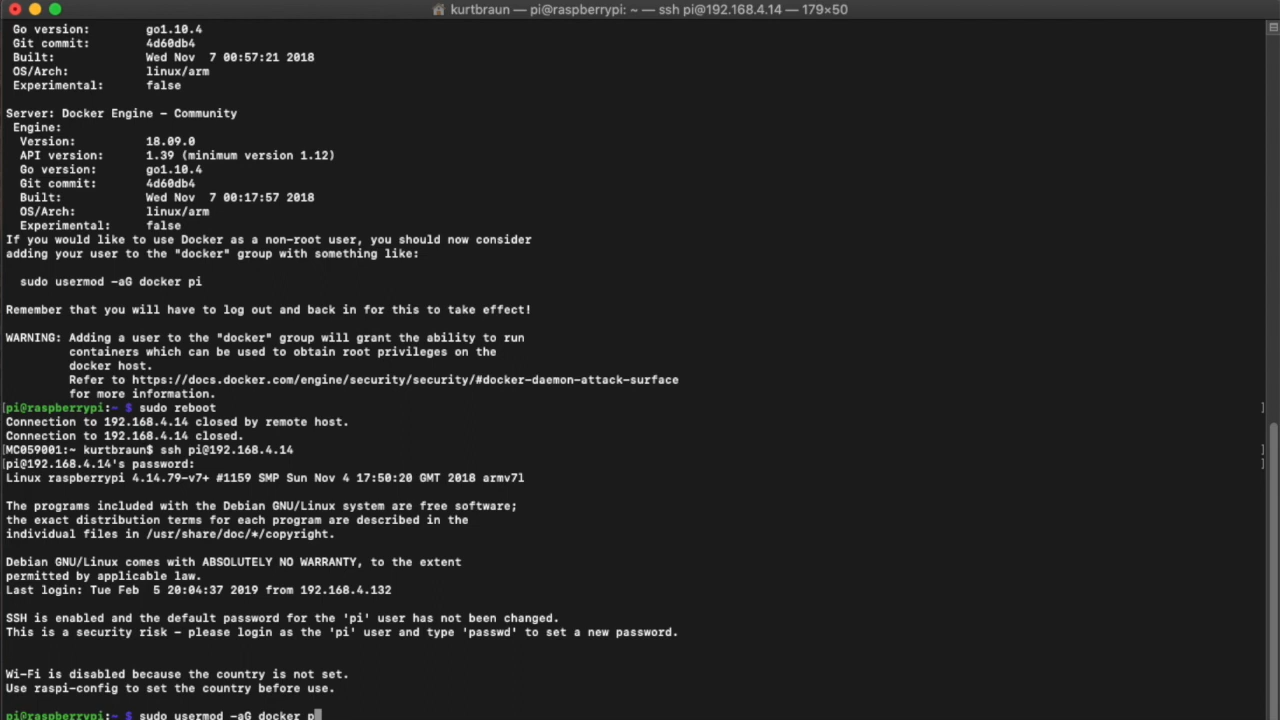 kurtbraun — pi@raspberrypi: ~ — ssh pi@192.168.4.14 — 179×50
Go version: go1.10.4
Git commit: 4d60db4
Built: Wed Nov  7 00:57:21 2018
OS/Arch: linux/arm
Experimental: false
Server: Docker Engine - Community
Engine:
Version: 18.09.0
API version: 1.39 (minimum version 1.12)
Go version: go1.10.4
Git commit: 4d60db4
Built: Wed Nov  7 00:17:57 2018
OS/Arch: linux/arm
Experimental: false
If you would like to use Docker as a non-root user, you should now consider
adding your user to the "docker" group with something like:
sudo usermod -aG docker pi
Remember that you will have to log out and back in for this to take effect!
WARNING: Adding a user to the "docker" group will grant the ability to run
containers which can be used to obtain root privileges on the
docker host.
Refer to https://docs.docker.com/engine/security/security/#docker-daemon-attack-surface
for more information.
[pi@raspberrypi:~ $ sudo reboot ]
Connection to 192.168.4.14 closed by remote host.
Connection to 192.168.4.14 closed.
[MC059001:~ kurtbraun$ ssh pi@192.168.4.14 ]
[pi@192.168.4.14's password: ]
Linux raspberrypi 4.14.79-v7+ #1159 SMP Sun Nov 4 17:50:20 GMT 2018 armv7l
The programs included with the Debian GNU/Linux system are free software;
the exact distribution terms for each program are described in the
individual files in /usr/share/doc/*/copyright.
Debian GNU/Linux comes with ABSOLUTELY NO WARRANTY, to the extent
permitted by applicable law.
Last login: Tue Feb  5 20:04:37 2019 from 192.168.4.132
SSH is enabled and the default password for the 'pi' user has not been changed.
This is a security risk - please login as the 'pi' user and type 'passwd' to set a new password.
Wi-Fi is disabled because the country is not set.
Use raspi-config to set the country before use.
pi@raspberrypi:~ $ sudo usermod -aG docker p